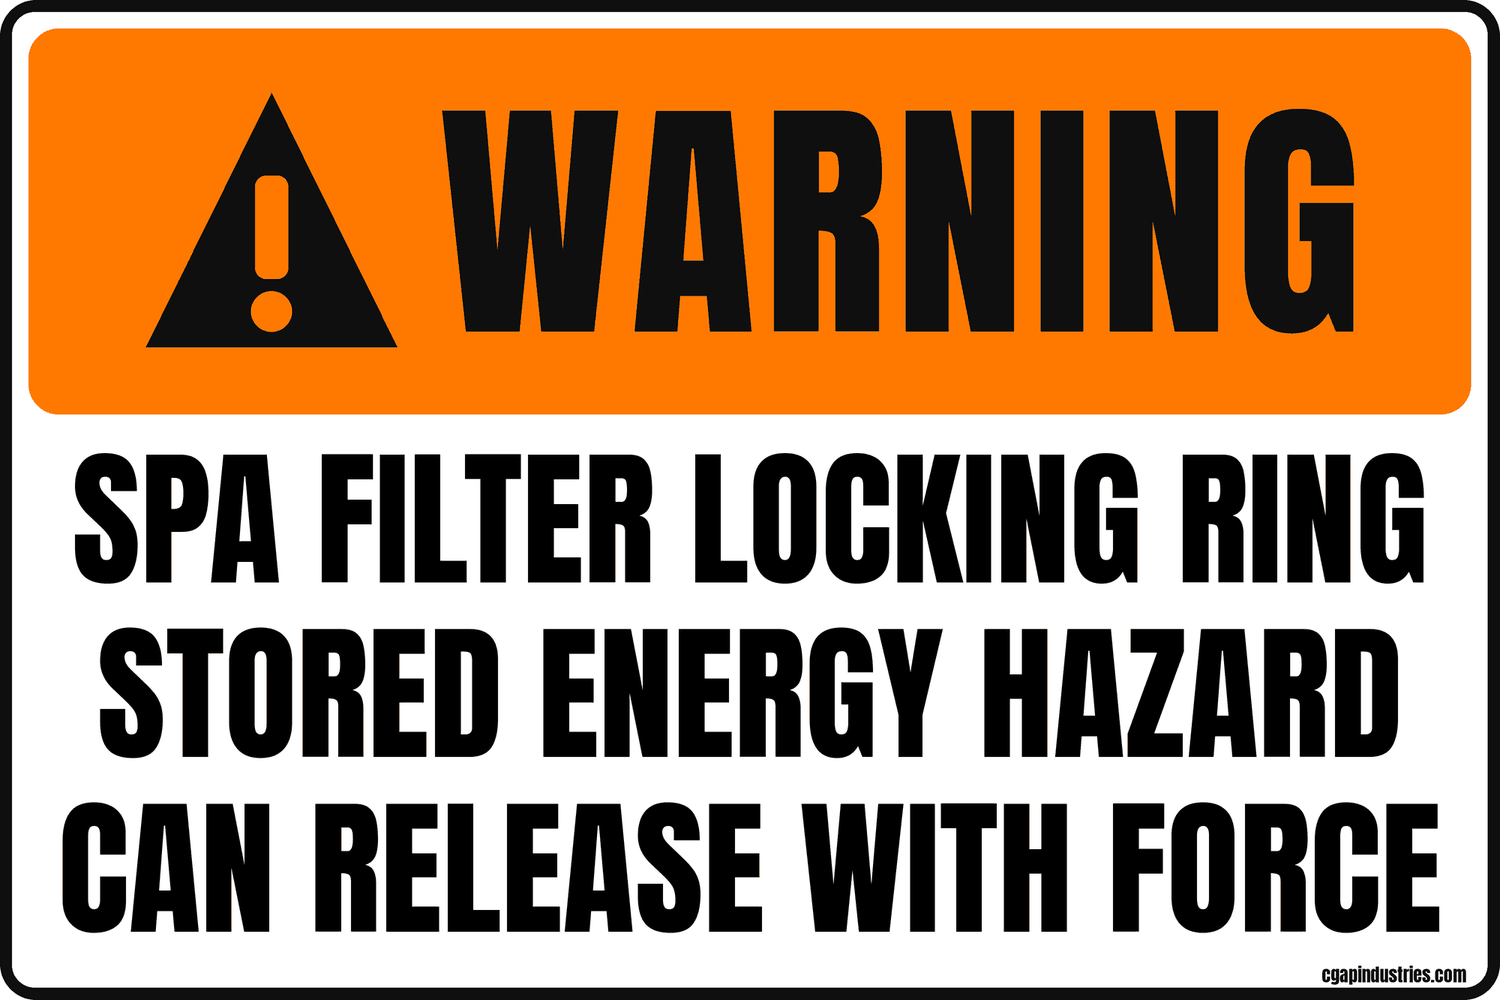 WARNING
SPA FILTER LOCKING RING
STORED ENERGY HAZARD
CAN RELEASE WITH FORCE
cgapindustries.com